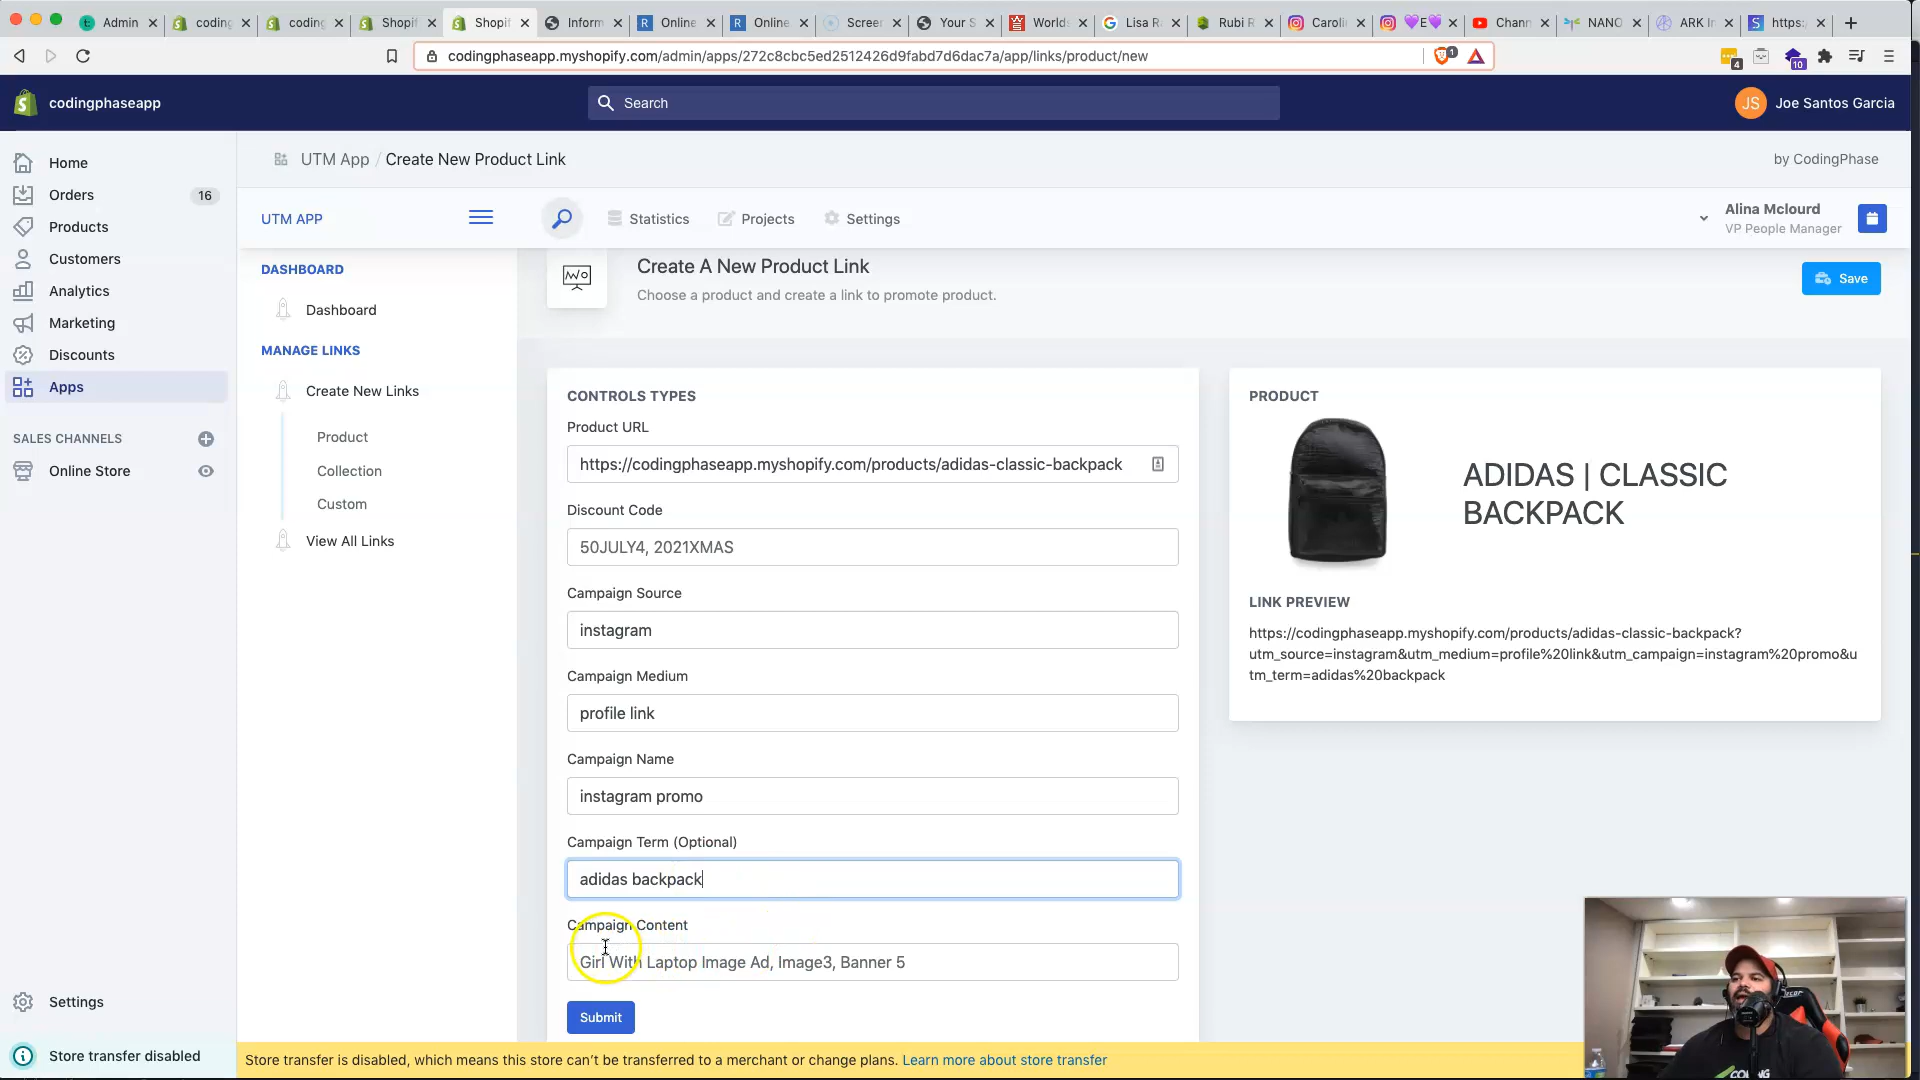 Admin
coding
coding
Shopif
Shopif
Inform
Online
Online
Screer
Your S
World
Lisa R
Rubi R
Caroli
E
Chann
NANO
ARK I
https:
codingphaseapp.myshopify.com/admin/apps/272c8cbc5ed2512426d9fabd7d6dac7a/app/links/product/new
1
4
10
codingphaseapp
Search
JS
Joe Santos Garcia
Home
Orders
16
Products
Customers
Analytics
Marketing
Discounts
Apps
SALES CHANNELS
Online Store
Settings
Store transfer disabled
UTM App / Create New Product Link
by CodingPhase
UTM APP
Statistics
Projects
Settings
Alina Mclourd
VP People Manager
DASHBOARD
Dashboard
MANAGE LINKS
Create New Links
Product
Collection
Custom
View All Links
Create A New Product Link
Choose a product and create a link to promote product.
Save
CONTROLS TYPES
Product URL
https://codingphaseapp.myshopify.com/products/adidas-classic-backpack
Discount Code
50JULY4, 2021XMAS
Campaign Source
instagram
Campaign Medium
profile link
Campaign Name
instagram promo
Campaign Term (Optional)
adidas backpack
Campaign Content
Girl With Laptop Image Ad, Image3, Banner 5
Submit
PRODUCT
ADIDAS | CLASSIC
BACKPACK
LINK PREVIEW
https://codingphaseapp.myshopify.com/products/adidas-classic-backpack?
utm_source=instagram&utm_medium=profile%20link&utm_campaign=instagram%20promo&u
tm_term=adidas%20backpack
Store transfer is disabled, which means this store can't be transferred to a merchant or change plans. Learn more about store transfer